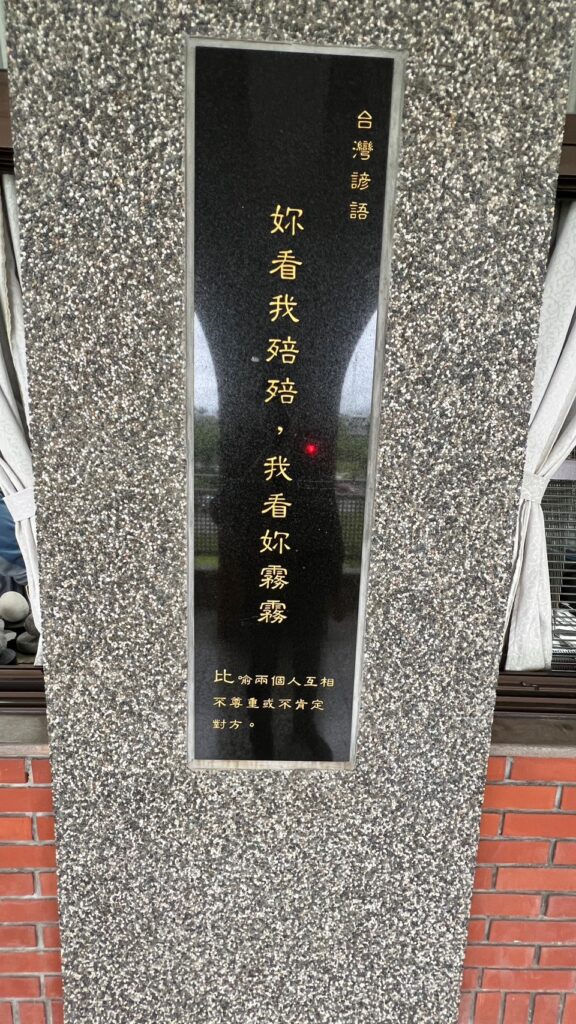 台灣諺語
妳看我殕殕，我看妳霧霧
比喻兩個人互相
不尊重或不肯定
對方。